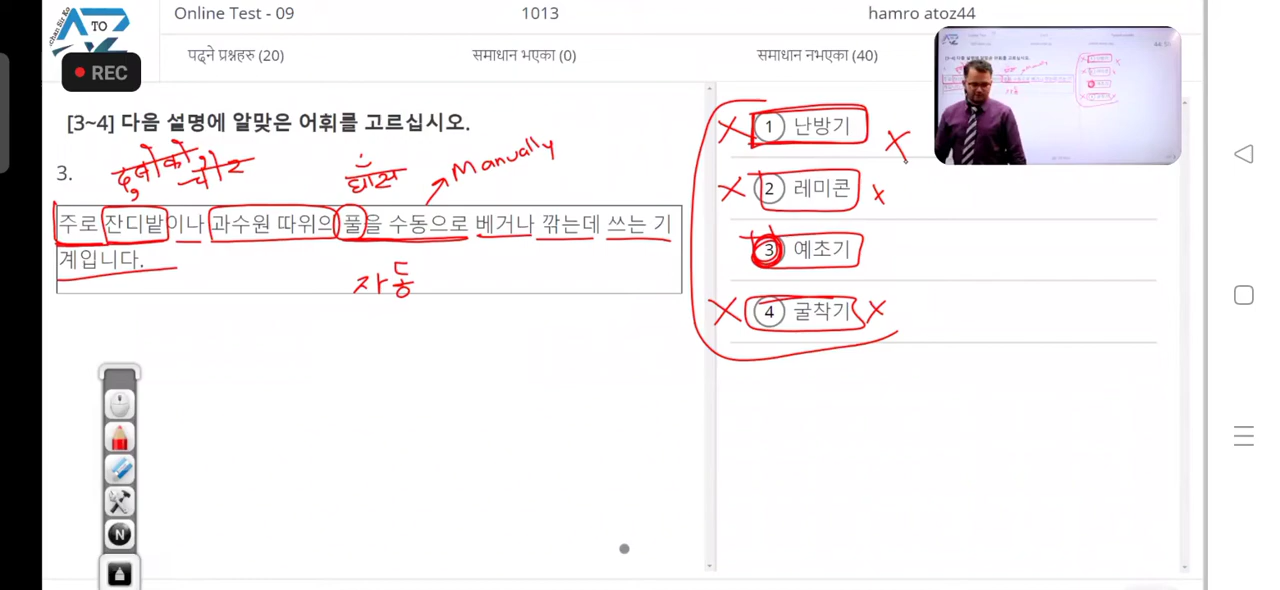 Online Test - 09
1013
hamro atoz44
TO
REC
पढ्ने प्रश्नहरु (20)
समाधान भएका (0)
समाधान नभएका (40)
[3~4] 다음 설명에 알맞은 어휘를 고르십시오.
3.
घाँस
Manually
주로 잔디밭이나 과수원 따위의 풀을 수동으로 베거나 깎는데 쓰는 기
계입니다.
자동
1 난방기
2 레미콘
3 예초기
4 굴착기
N